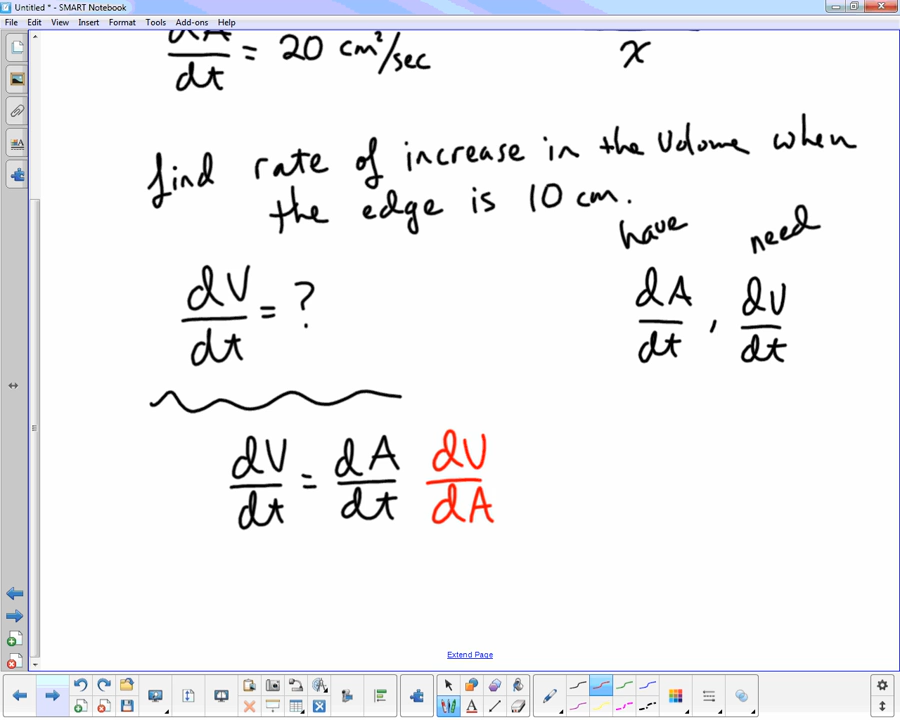 Untitled * - SMART Notebook
File Edit View Insert Format Tools Add-ons Help
dA/dt = 20 cm²/sec
x
find rate of increase in the volume when
the edge is 10 cm.
have need
dV/dt = ?
dA/dt , dV/dt
dV/dt = dA/dt dV/dA
Extend Page